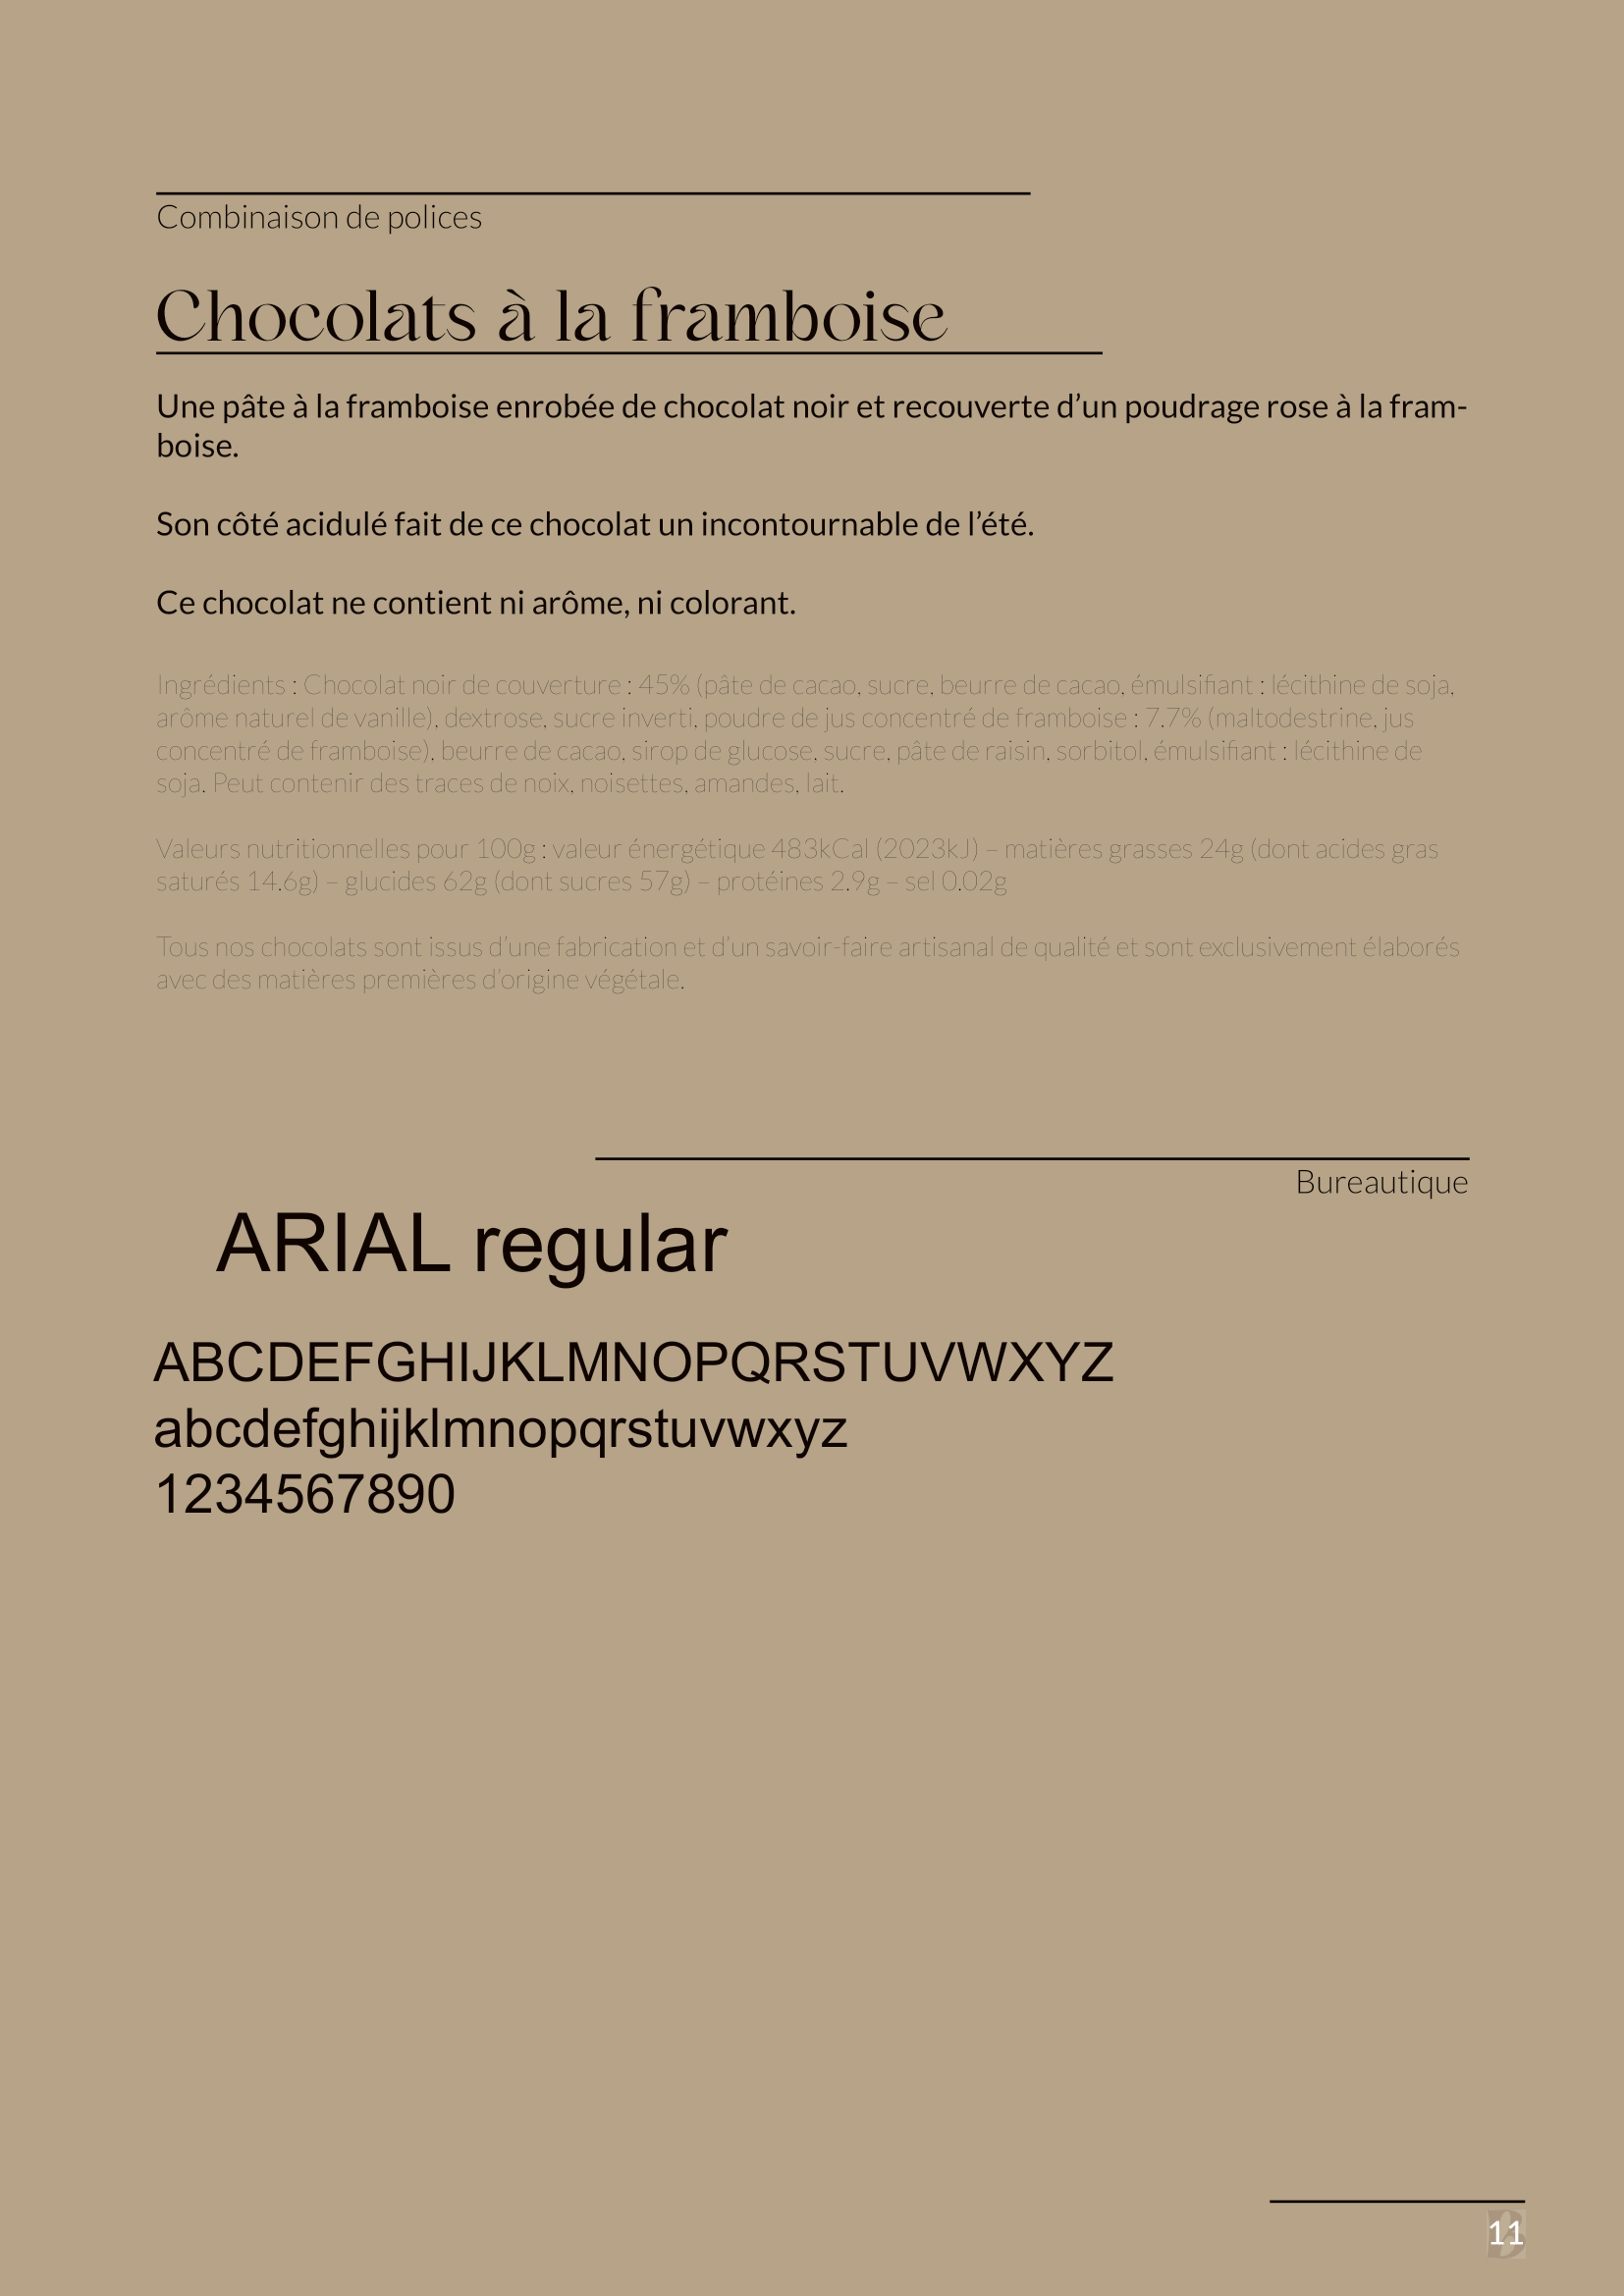 Combinaison de polices
Chocolats à la framboise
Une pâte à la framboise enrobée de chocolat noir et recouverte d’un poudrage rose à la fram-
boise.
Son côté acidulé fait de ce chocolat un incontournable de l’été.
Ce chocolat ne contient ni arôme, ni colorant.
Ingrédients : Chocolat noir de couverture : 45% (pâte de cacao, sucre, beurre de cacao, émulsifiant : lécithine de soja,
arôme naturel de vanille), dextrose, sucre inverti, poudre de jus concentré de framboise : 7.7% (maltodestrine, jus
concentré de framboise), beurre de cacao, sirop de glucose, sucre, pâte de raisin, sorbitol, émulsifiant : lécithine de
soja. Peut contenir des traces de noix, noisettes, amandes, lait.
Valeurs nutritionnelles pour 100g : valeur énergétique 483kCal (2023kJ) – matières grasses 24g (dont acides gras
saturés 14.6g) – glucides 62g (dont sucres 57g) – protéines 2.9g – sel 0.02g
Tous nos chocolats sont issus d’une fabrication et d’un savoir-faire artisanal de qualité et sont exclusivement élaborés
avec des matières premières d’origine végétale.
Bureautique
ARIAL regular
ABCDEFGHIJKLMNOPQRSTUVWXYZ
abcdefghijklmnopqrstuvwxyz
1234567890
11